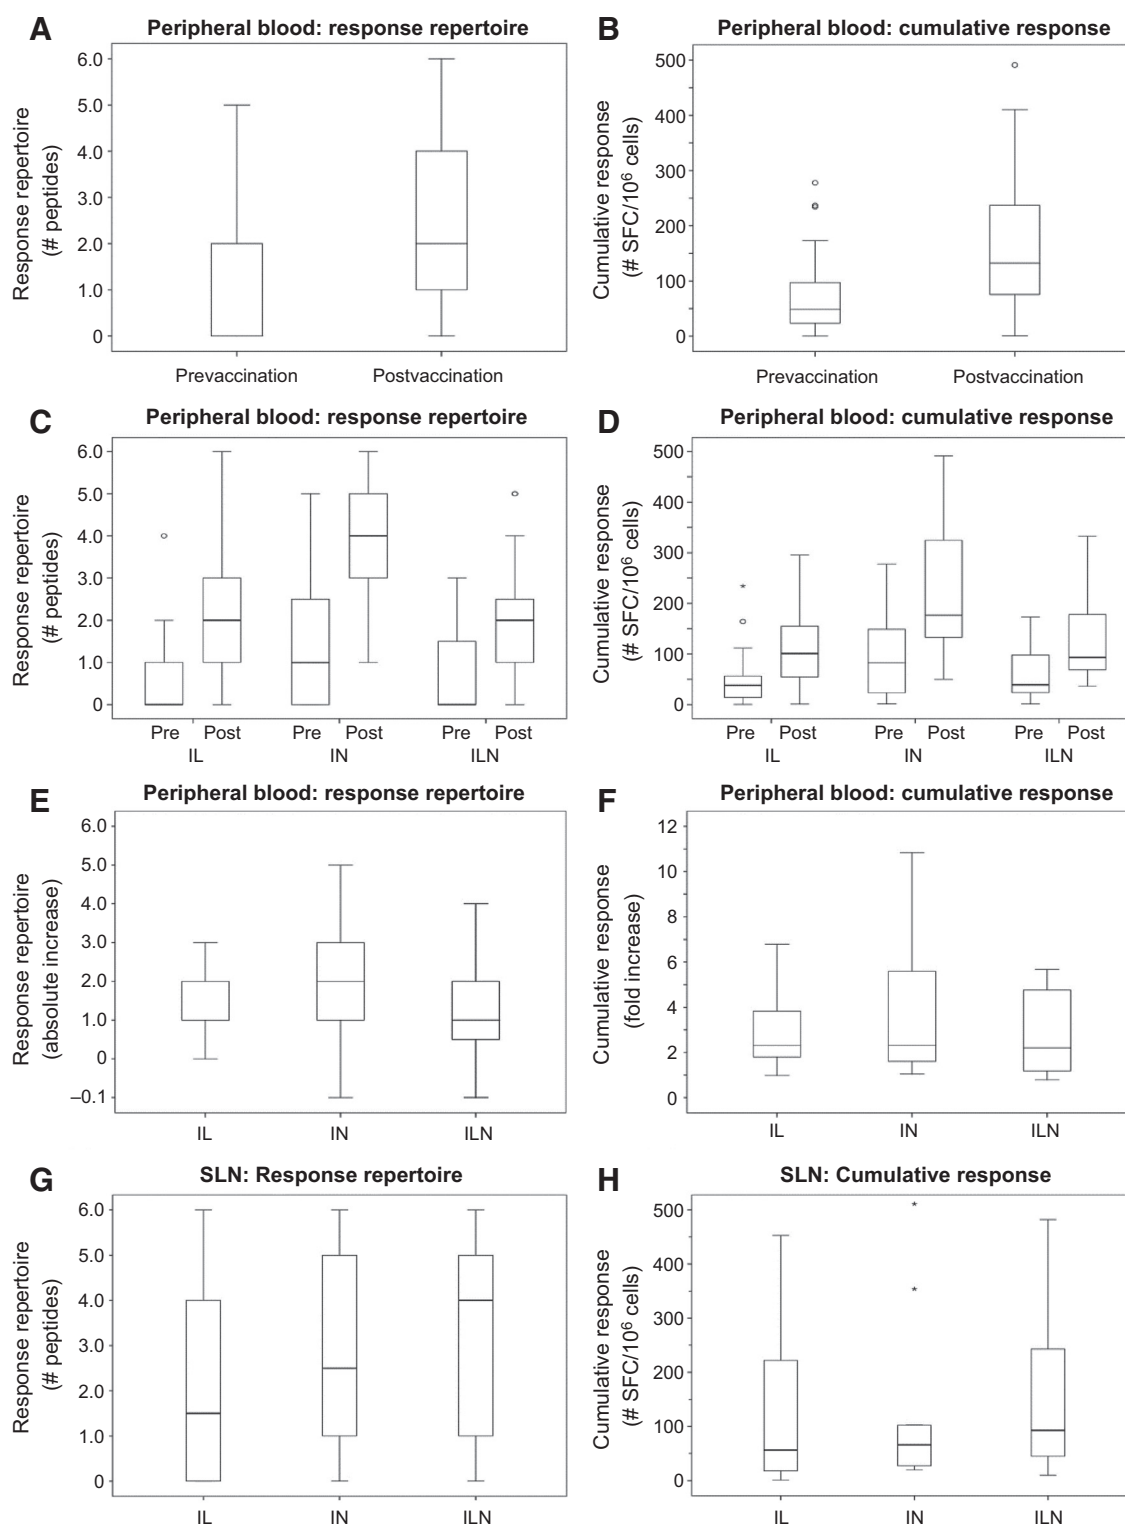 A Peripheral blood: response repertoire
Response repertoire
(# peptides)
6.0
5.0
4.0
3.0
2.0
1.0
0
Prevaccination Postvaccination
B Peripheral blood: cumulative response
Cumulative response
(# SFC/10⁶ cells)
500
400
300
200
100
0
Prevaccination Postvaccination
C Peripheral blood: response repertoire
Response repertoire
(# peptides)
6.0
5.0
4.0
3.0
2.0
1.0
0
Pre Post Pre Post Pre Post
IL IN ILN
D Peripheral blood: cumulative response
Cumulative response
(# SFC/10⁶ cells)
500
400
300
200
100
0
Pre Post Pre Post Pre Post
IL IN ILN
E Peripheral blood: response repertoire
Response repertoire
(absolute increase)
6.0
5.0
4.0
3.0
2.0
1.0
0
–0.1
IL IN ILN
F Peripheral blood: cumulative response
Cumulative response
(fold increase)
12
10
8
6
4
2
0
IL IN ILN
G SLN: Response repertoire
Response repertoire
(# peptides)
6.0
5.0
4.0
3.0
2.0
1.0
0
IL IN ILN
H SLN: Cumulative response
Cumulative response
(# SFC/10⁶ cells)
500
400
300
200
100
0
IL IN ILN